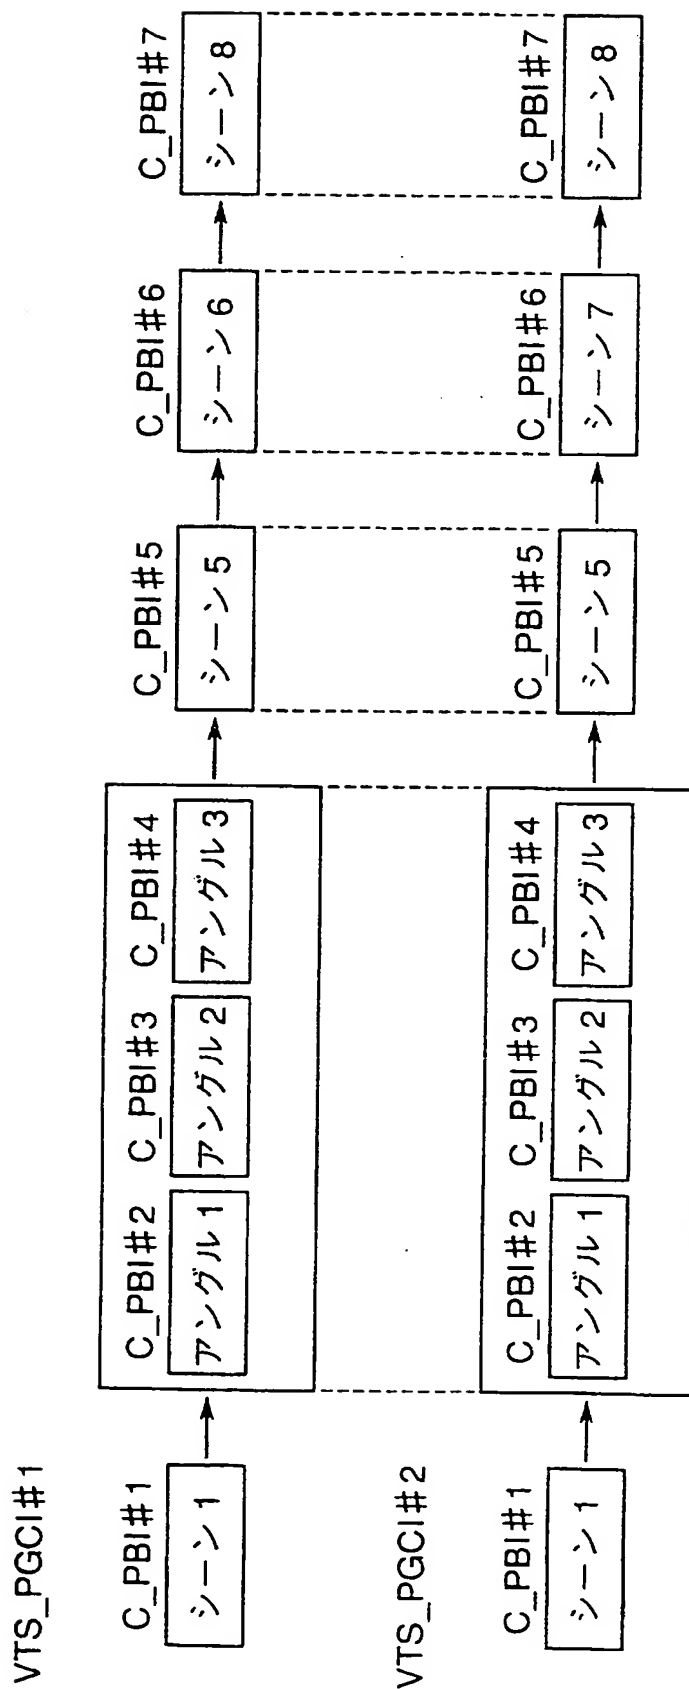 VTS_PGCI#1
C_PBI#1
シーン1
C_PBI#2
アングル1
C_PBI#3
アングル2
C_PBI#4
アングル3
C_PBI#5
シーン5
C_PBI#6
シーン6
C_PBI#7
シーン8
VTS_PGCI#2
C_PBI#1
シーン1
C_PBI#2
アングル1
C_PBI#3
アングル2
C_PBI#4
アングル3
C_PBI#5
シーン5
C_PBI#6
シーン7
C_PBI#7
シーン8